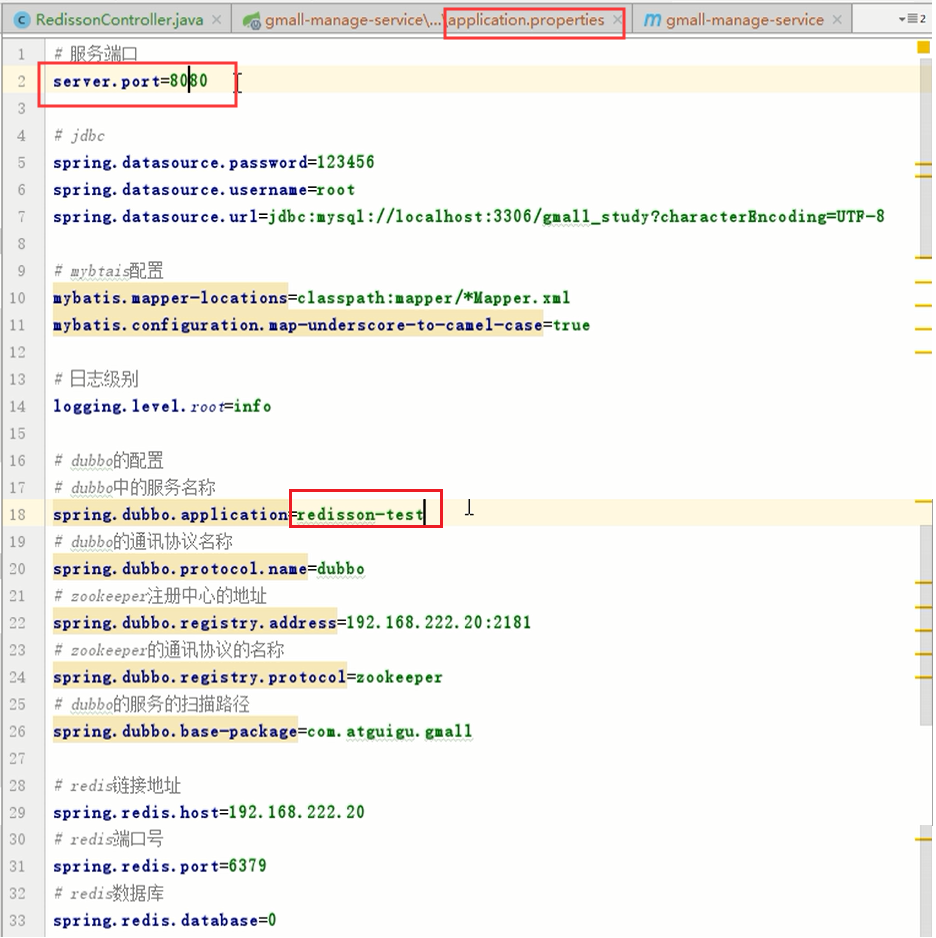 RedissonController.java × gmall-manage-service\...\application.properties × m gmall-manage-service × 2
1 # 服务端口
2 server.port=8080
3
4 # jdbc
5 spring.datasource.password=123456
6 spring.datasource.username=root
7 spring.datasource.url=jdbc:mysql://localhost:3306/gmall_study?characterEncoding=UTF-8
8
9 # mybtais配置
10 mybatis.mapper-locations=classpath:mapper/*Mapper.xml
11 mybatis.configuration.map-underscore-to-camel-case=true
12
13 # 日志级别
14 logging.level.root=info
15
16 # dubbo的配置
17 # dubbo中的服务名称
18 spring.dubbo.application=redisson-test
19 # dubbo的通讯协议名称
20 spring.dubbo.protocol.name=dubbo
21 # zookeeper注册中心的地址
22 spring.dubbo.registry.address=192.168.222.20:2181
23 # zookeeper的通讯协议的名称
24 spring.dubbo.registry.protocol=zookeeper
25 # dubbo的服务的扫描路径
26 spring.dubbo.base-package=com.atguigu.gmall
27
28 # redis链接地址
29 spring.redis.host=192.168.222.20
30 # redis端口号
31 spring.redis.port=6379
32 # redis数据库
33 spring.redis.database=0